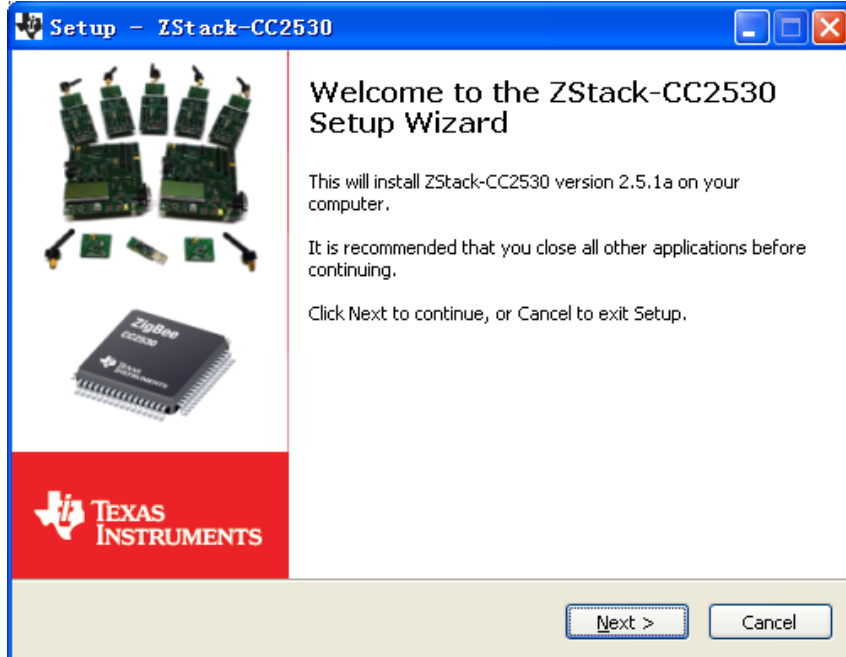 Setup - ZStack-CC2530
Welcome to the ZStack-CC2530
Setup Wizard
This will install ZStack-CC2530 version 2.5.1a on your
computer.
It is recommended that you close all other applications before
continuing.
Click Next to continue, or Cancel to exit Setup.
ZigBee
CC2530
TEXAS
INSTRUMENTS
TEXAS
INSTRUMENTS
Next >
Cancel